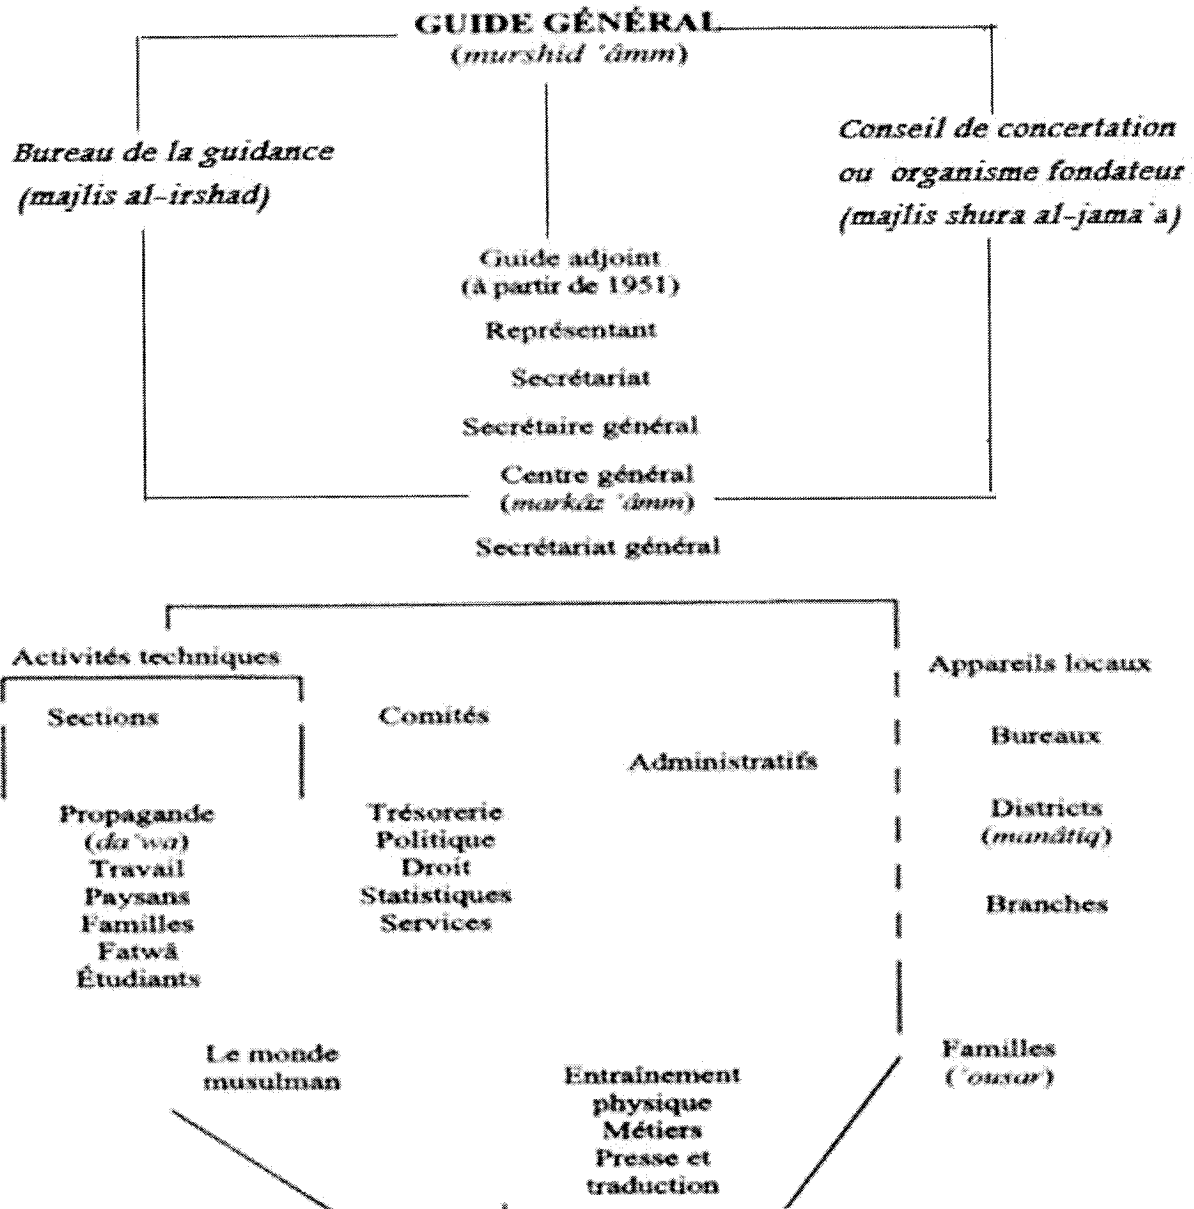 GUIDE GÉNÉRAL
(murshid 'âmm)
Bureau de la guidance
(majlis al-irshad)
Conseil de concertation
ou organisme fondateur
(majlis shura al-jama`a)
Guide adjoint
(à partir de 1951)
Représentant
Secrétariat
Secrétaire général
Centre général
(markâz 'âmm)
Secrétariat général
Activités techniques
Sections
Propagande
(da'wa)
Travail
Paysans
Familles
Fatwâ
Étudiants
Comités
Trésorerie
Politique
Droit
Statistiques
Services
Administratifs
Appareils locaux
Bureaux
Districts
(manâtiq)
Branches
Familles
('ousar)
Le monde
musulman
Entraînement
physique
Métiers
Presse et
traduction